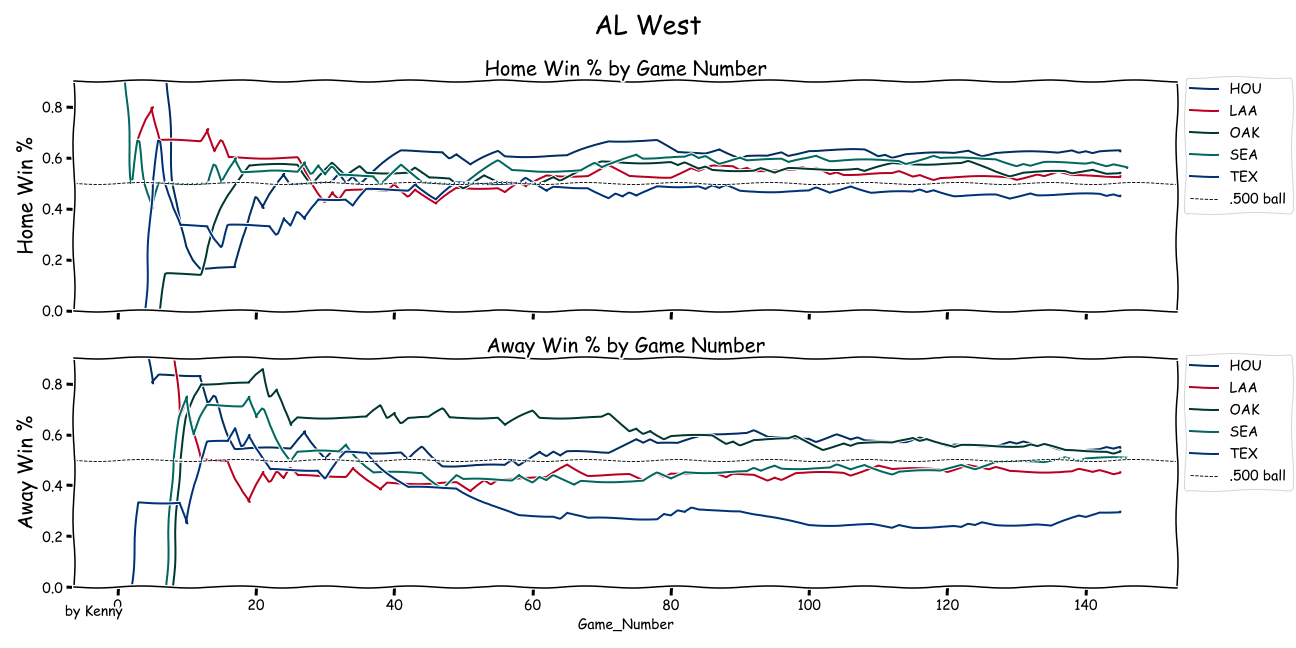 AL West
Home Win % by Game Number
Home Win %
0.8
0.6
0.4
0.2
0.0
HOU
LAA
OAK
SEA
TEX
.500 ball
Away Win % by Game Number
Away Win %
0.8
0.6
0.4
0.2
0.0
HOU
LAA
OAK
SEA
TEX
.500 ball
0 20 40 60 80 100 120 140
by Kenny
Game_Number